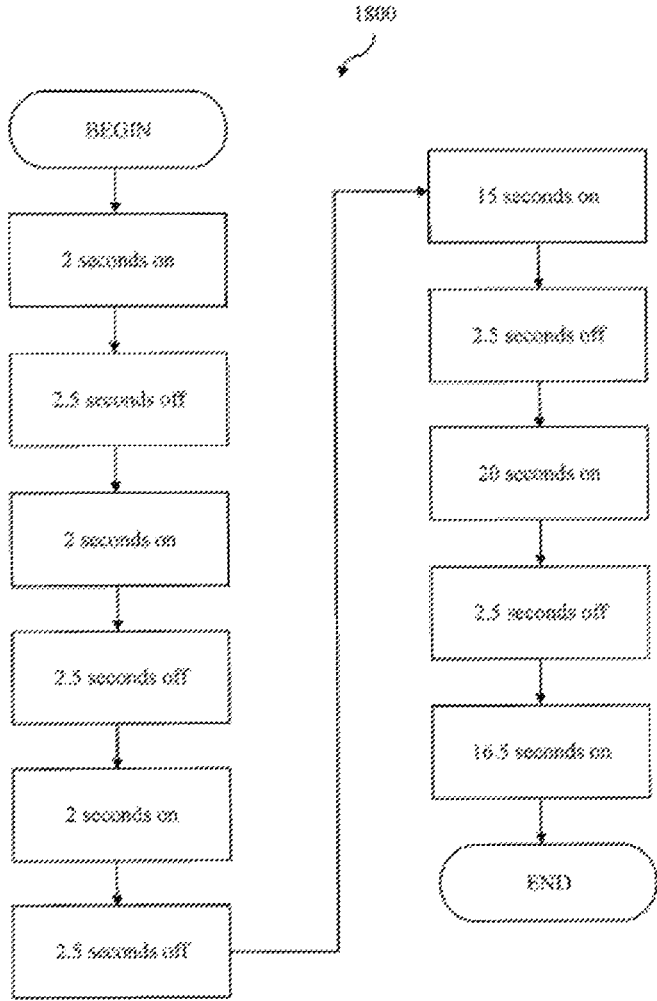 1800
BEGIN
2 seconds on
2.5 seconds off
2 seconds on
2.5 seconds off
2 seconds on
2.5 seconds off
15 seconds on
2.5 seconds off
20 seconds on
2.5 seconds off
16.5 seconds on
END